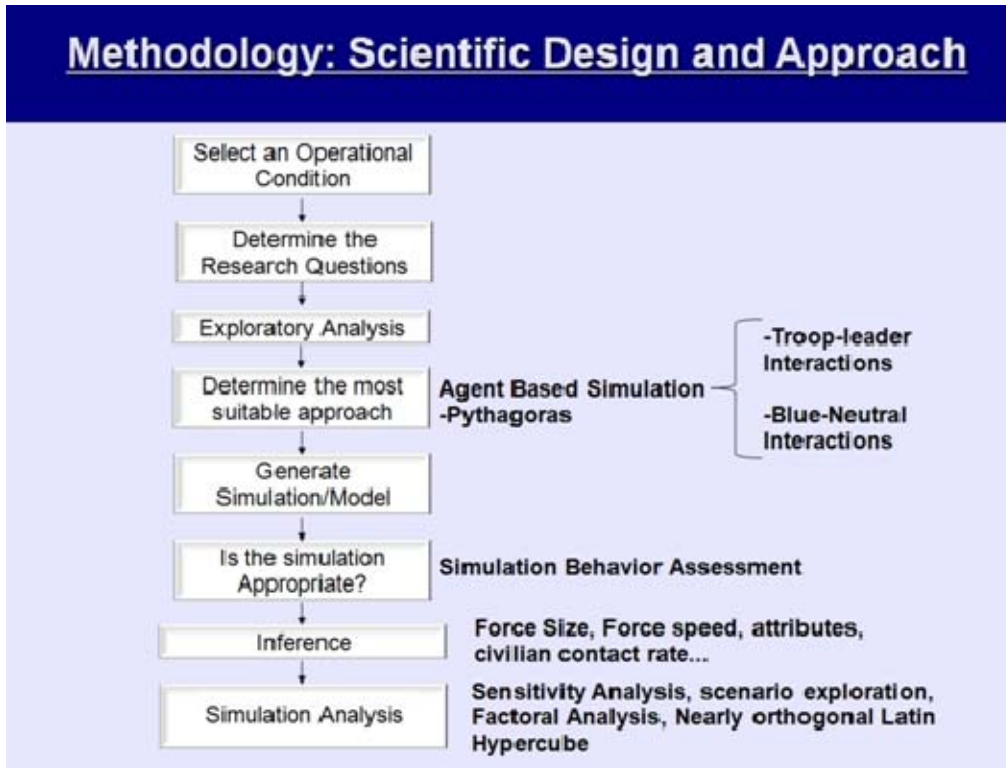 Methodology: Scientific Design and Approach
Select an Operational
Condition
Determine the
Research Questions
Exploratory Analysis
Determine the most
suitable approach
Agent Based Simulation
-Pythagoras
-Troop-leader
Interactions
-Blue-Neutral
Interactions
Generate
Simulation/Model
Is the simulation
Appropriate?
Simulation Behavior Assessment
Inference
Force Size, Force speed, attributes,
civilian contact rate...
Simulation Analysis
Sensitivity Analysis, scenario exploration,
Factoral Analysis, Nearly orthogonal Latin
Hypercube